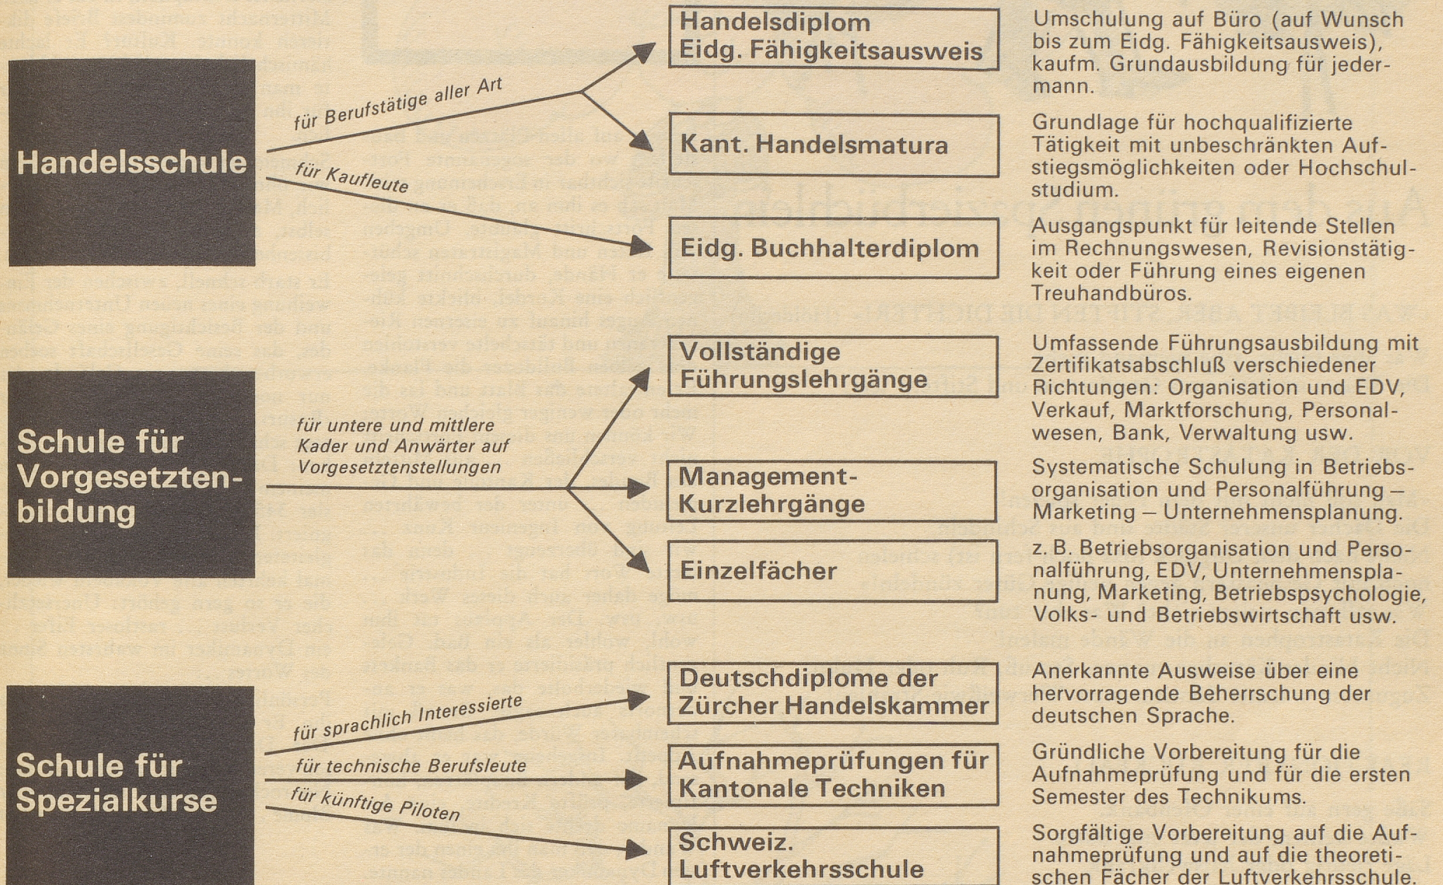 Handelsschule
für Berufstätige aller Art
für Kaufleute
Handelsdiplom
Eidg. Fähigkeitsausweis
Umschulung auf Büro (auf Wunsch
bis zum Eidg. Fähigkeitsausweis),
kaufm. Grundausbildung für jeder-
mann.
Kant. Handelsmatura
Grundlage für hochqualifizierte
Tätigkeit mit unbeschränkten Auf-
stiegsmöglichkeiten oder Hochschul-
studium.
Eidg. Buchhalterdiplom
Ausgangspunkt für leitende Stellen
im Rechnungswesen, Revisionstätig-
keit oder Führung eines eigenen
Treuhandbüros.
Schule für
Vorgesetzten-
bildung
für untere und mittlere
Kader und Anwärter auf
Vorgesetztenstellungen
Vollständige
Führungslehrgänge
Umfassende Führungsausbildung mit
Zertifikatsabschluß verschiedener
Richtungen: Organisation und EDV,
Verkauf, Marktforschung, Personal-
wesen, Bank, Verwaltung usw.
Management-
Kurzlehrgänge
Systematische Schulung in Betriebs-
organisation und Personalführung –
Marketing – Unternehmensplanung.
Einzelfächer
z. B. Betriebsorganisation und Perso-
nalführung, EDV, Unternehmenspla-
nung, Marketing, Betriebspsychologie,
Volks- und Betriebswirtschaft usw.
Schule für
Spezialkurse
für sprachlich Interessierte
für technische Berufsleute
für künftige Piloten
Deutschdiplome der
Zürcher Handelskammer
Anerkannte Ausweise über eine
hervorragende Beherrschung der
deutschen Sprache.
Aufnahmeprüfungen für
Kantonale Techniken
Gründliche Vorbereitung für die
Aufnahmeprüfung und für die ersten
Semester des Technikums.
Schweiz.
Luftverkehrsschule
Sorgfältige Vorbereitung auf die Auf-
nahmeprüfung und auf die theoreti-
schen Fächer der Luftverkehrsschule.